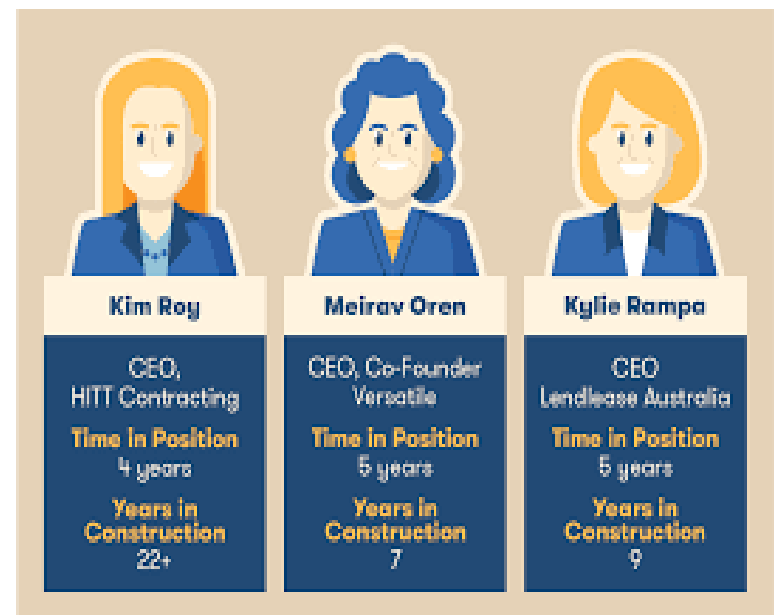 Kim Roy
CEO,
HITT Contracting
Time in Position
4 years
Years in
Construction
22+
Meirav Oren
CEO, Co-Founder
Versatile
Time in Position
5 years
Years in
Construction
7
Kylie Rampa
CEO
Lendlease Australia
Time in Position
5 years
Years in
Construction
9